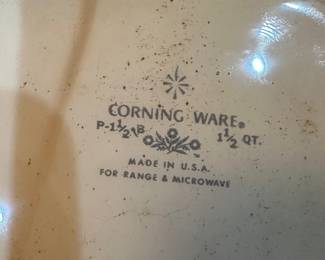 CORNING WARE®
P-1½-B 1½ QT.
MADE IN U.S.A.
FOR RANGE & MICROWAVE